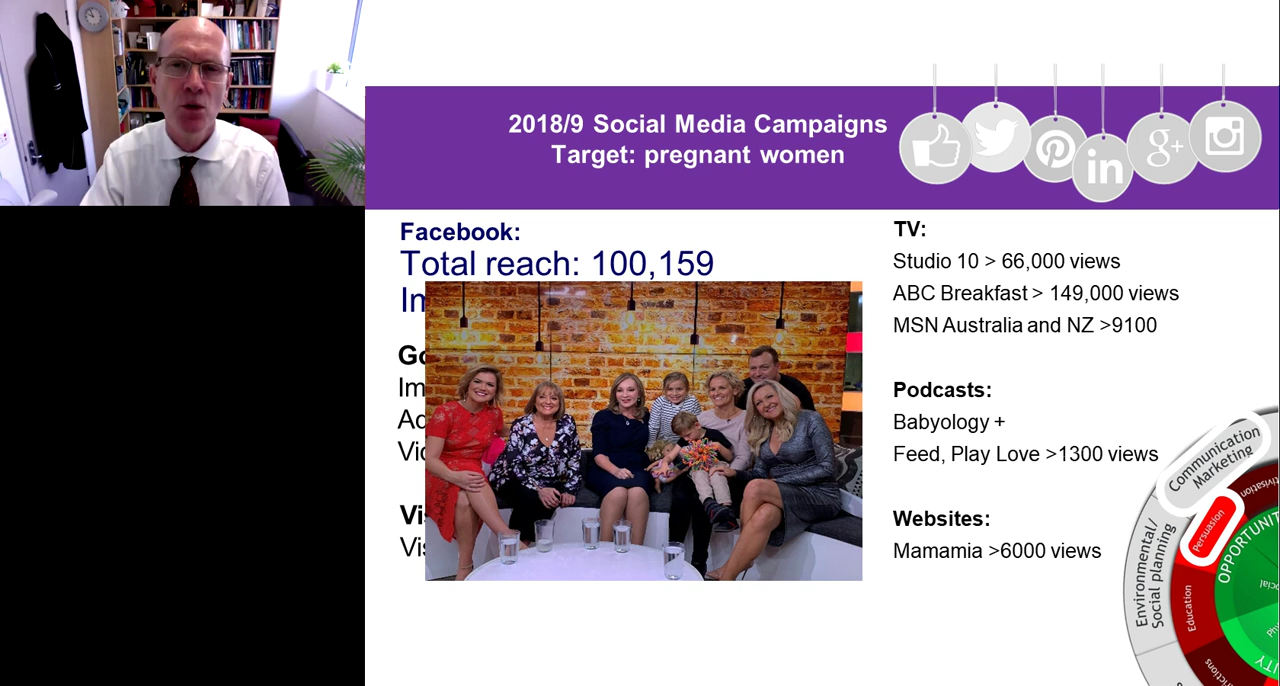 2018/9 Social Media Campaigns
Target: pregnant women
Facebook:
Total reach: 100,159
TV:
Studio 10 > 66,000 views
ABC Breakfast > 149,000 views
MSN Australia and NZ >9100
Podcasts:
Babyology +
Feed, Play Love >1300 views
Websites:
Mamamia >6000 views
in
g+
Communication
Marketing
Persuasion
Environmental/
Social planning
Education